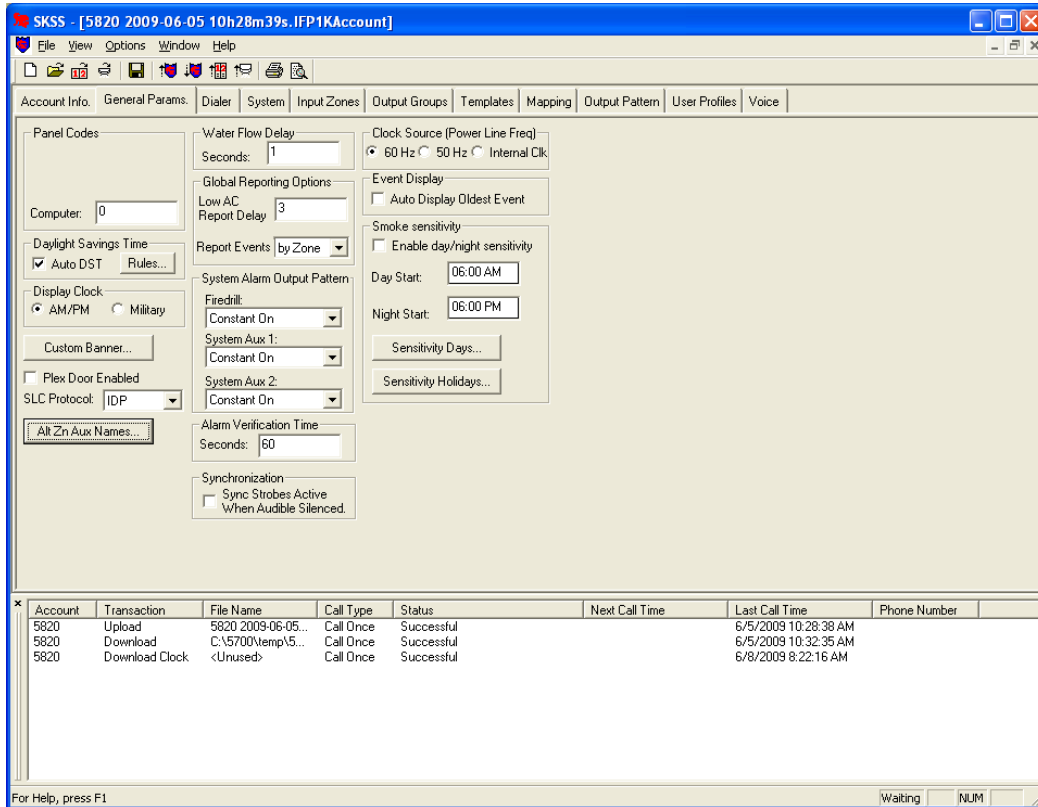 SKSS - [5820 2009-06-05 10h28m39s.IFP1KAccount]
File View Options Window Help
Account Info. General Params. Dialer System Input Zones Output Groups Templates Mapping Output Pattern User Profiles Voice
Panel Codes
Computer: 0
Daylight Savings Time
Auto DST Rules...
Display Clock
AM/PM Military
Custom Banner...
Plex Door Enabled
SLC Protocol: IDP
Alt Zn Aux Names...
Water Flow Delay
Seconds: 1
Global Reporting Options
Low AC
Report Delay 3
Report Events by Zone
System Alarm Output Pattern
Firedrill:
Constant On
System Aux 1:
Constant On
System Aux 2:
Constant On
Alarm Verification Time
Seconds: 60
Synchronization
Sync Strobes Active
When Audible Silenced.
Clock Source (Power Line Freq)
60 Hz 50 Hz Internal Clk
Event Display
Auto Display Oldest Event
Smoke sensitivity
Enable day/night sensitivity
Day Start: 06:00 AM
Night Start: 06:00 PM
Sensitivity Days...
Sensitivity Holidays...
Account Transaction File Name Call Type Status Next Call Time Last Call Time Phone Number
5820 Upload 5820 2009-06-05... Call Once Successful 6/5/2009 10:28:38 AM
5820 Download C:\5700\temp\5... Call Once Successful 6/5/2009 10:32:35 AM
5820 Download Clock <Unused> Call Once Successful 6/8/2009 8:22:16 AM
For Help, press F1 Waiting NUM